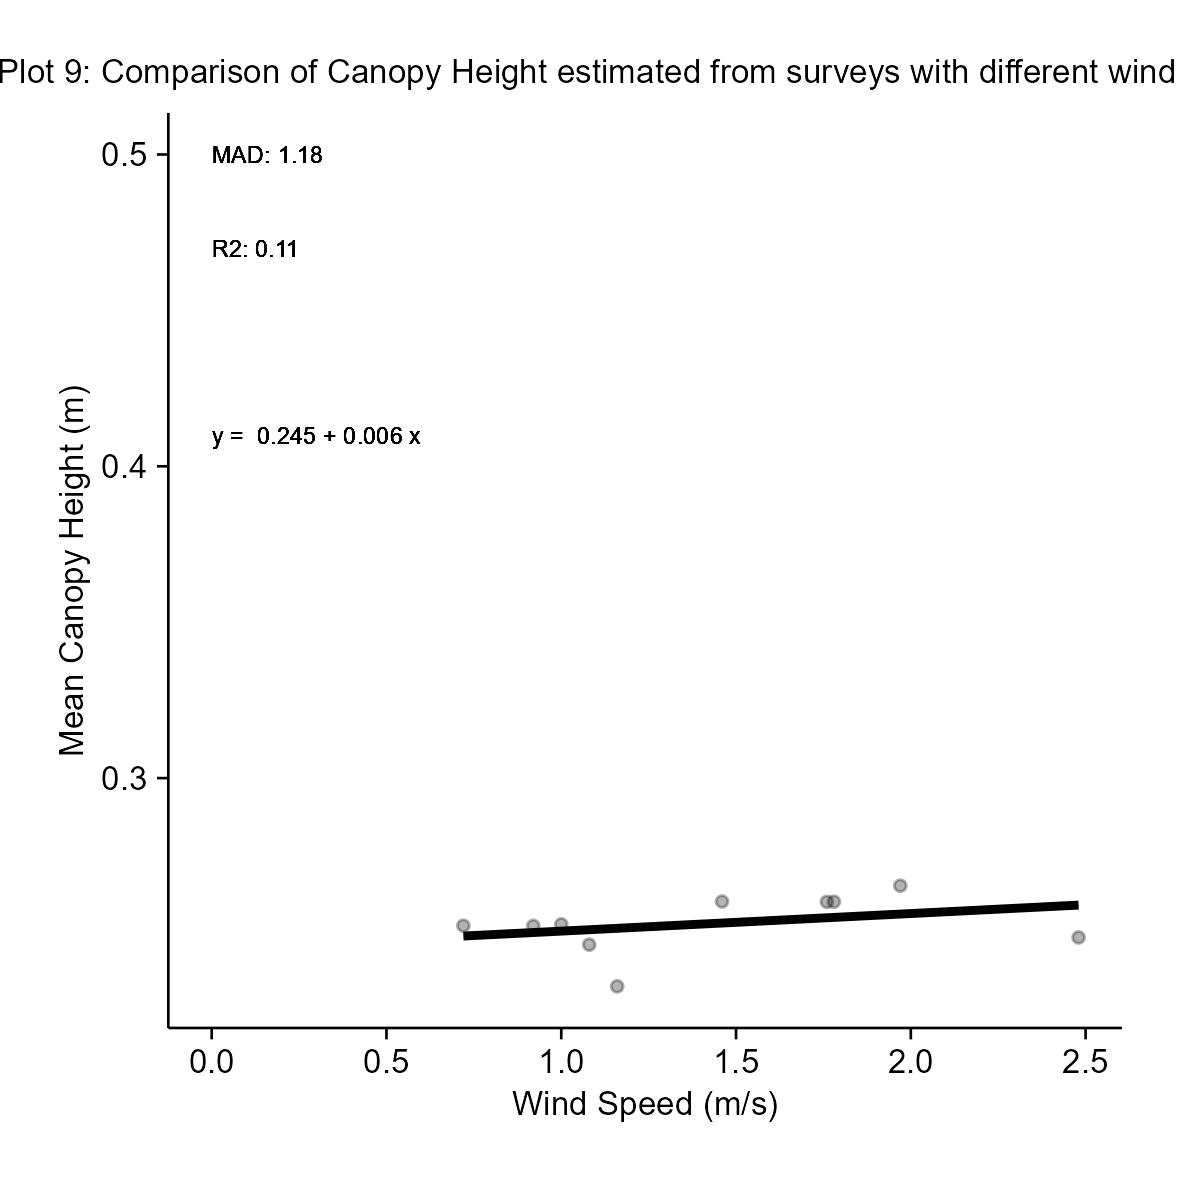 Plot 9: Comparison of Canopy Height estimated from surveys with different wind
0.5
MAD: 1.18
R2: 0.11
y =  0.245 + 0.006 x
0.4
Mean Canopy Height (m)
0.3
0.0 0.5 1.0 1.5 2.0 2.5
Wind Speed (m/s)